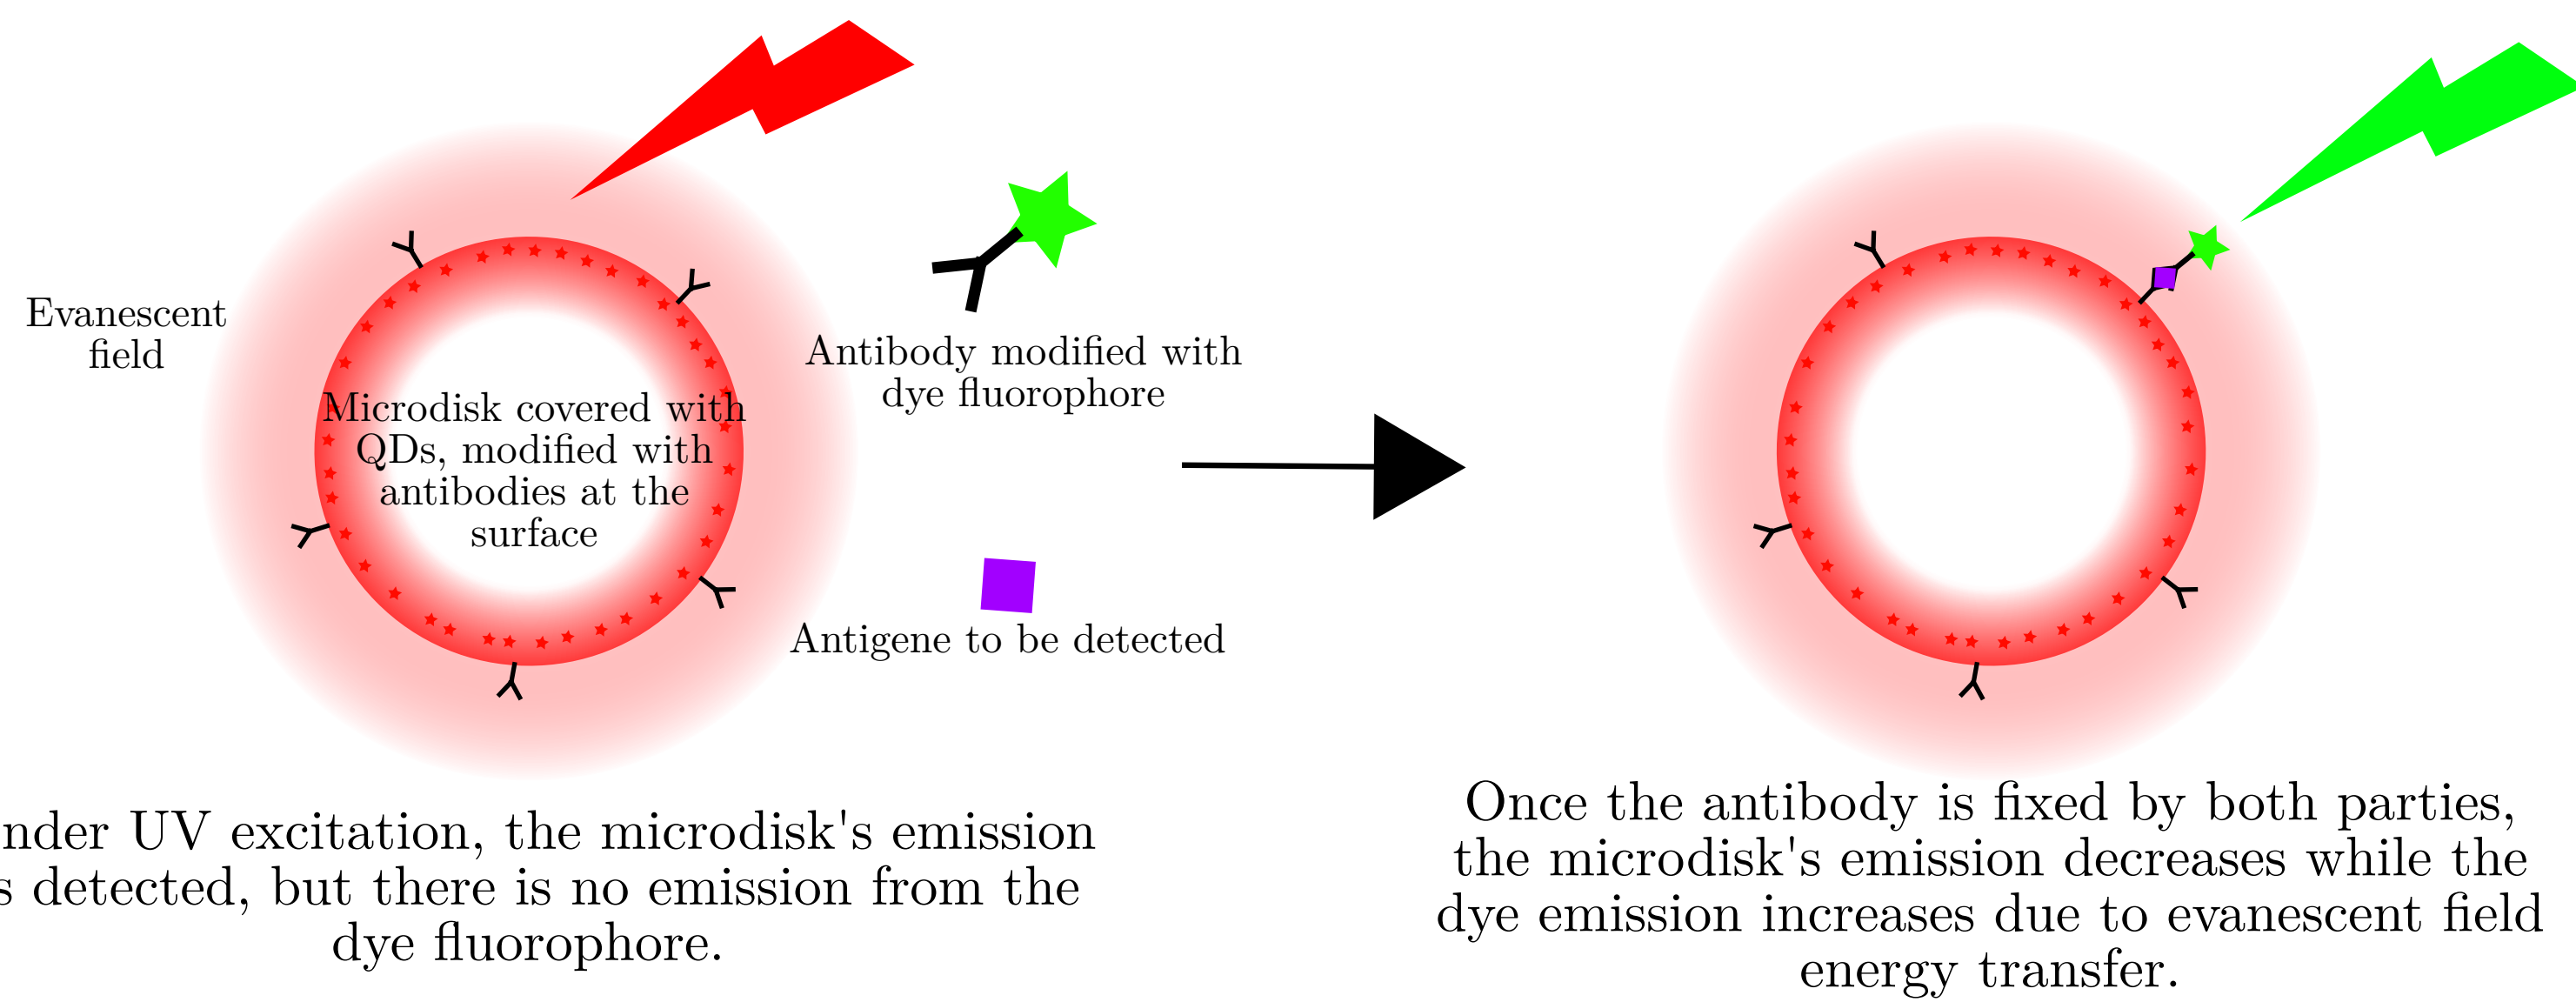 Evanescent
field
Microdisk covered with
QDs, modified with
antibodies at the
surface
Antibody modified with
dye fluorophore
Antigene to be detected
nder UV excitation, the microdisk's emission
s detected, but there is no emission from the
dye fluorophore.
Once the antibody is fixed by both parties,
the microdisk's emission decreases while the
dye emission increases due to evanescent field
energy transfer.